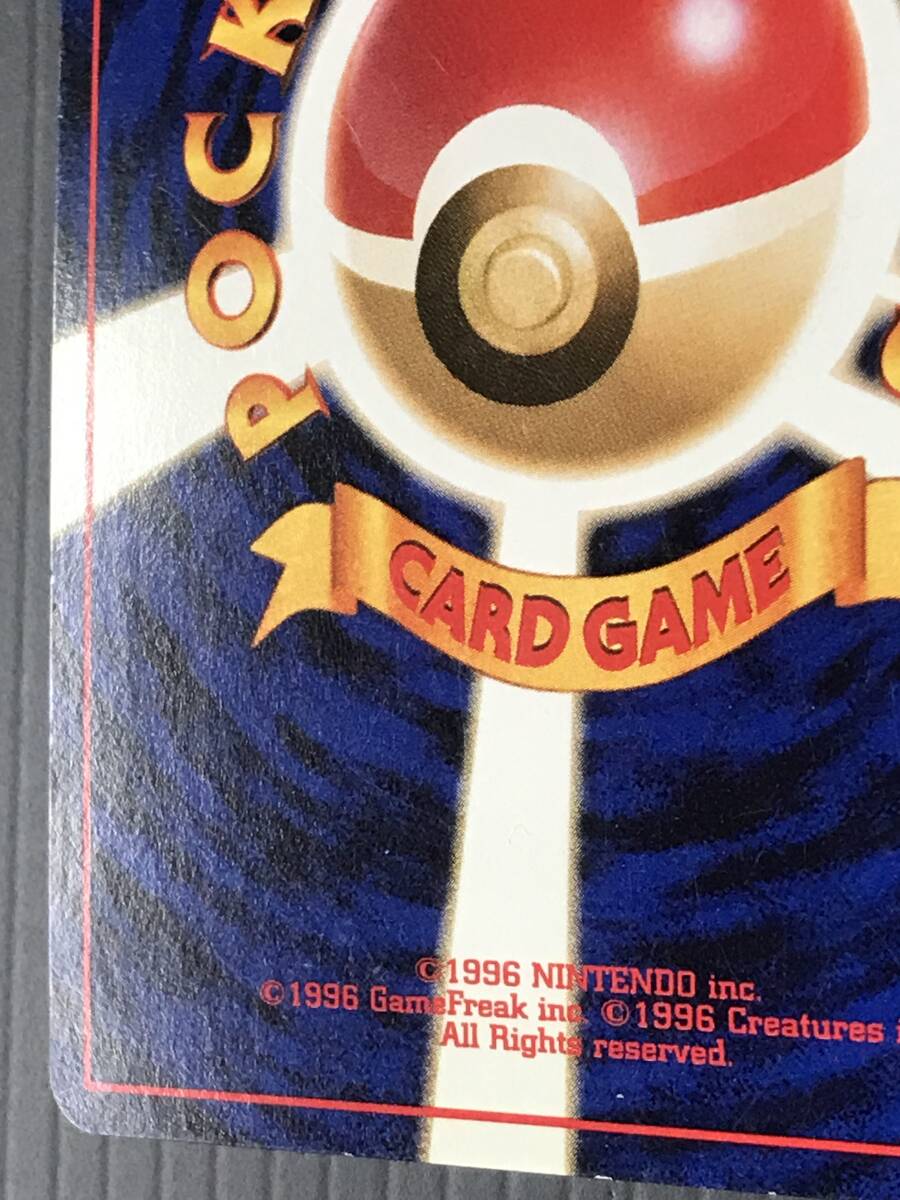 POCK
CARD GAME
©1996 NINTENDO inc.
©1996 GameFreak inc. ©1996 Creatures
All Rights reserved.